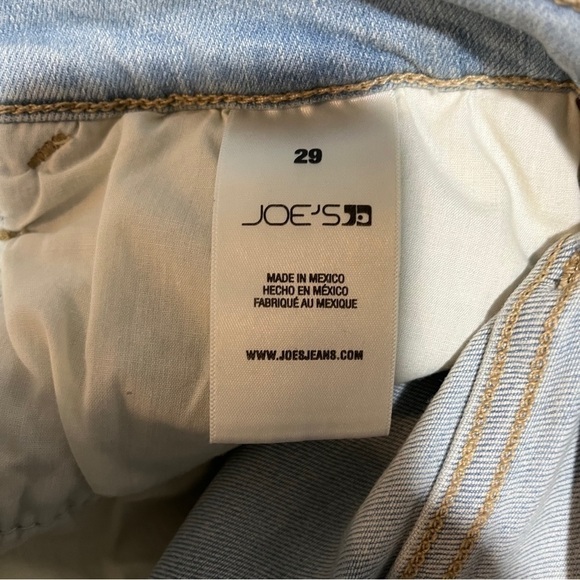 29
JOE'S
MADE IN MEXICO
HECHO EN MÉXICO
FABRIQUÉ AU MEXIQUE
WWW.JOESJEANS.COM